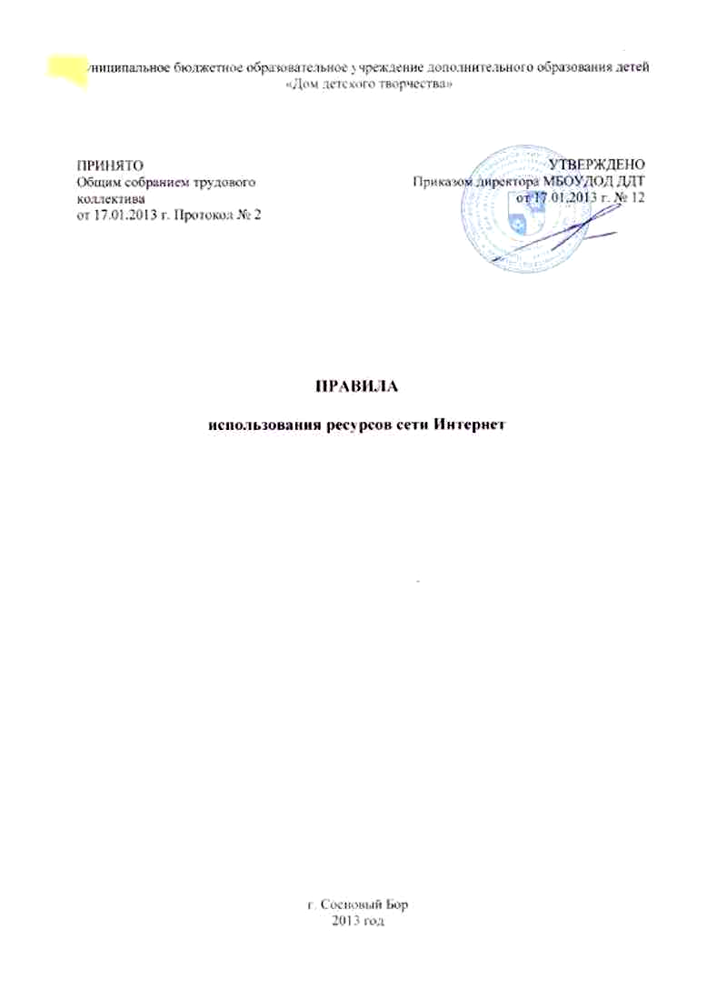 униципальное бюджетное образовательное учреждение дополнительного образования детей
«Дом детского творчества»
ПРИНЯТО
Общим собранием трудового
коллектива
от 17.01.2013 г. Протокол № 2
УТВЕРЖДЕНО
Приказом директора МБОУДОД ДДТ
от 17.01.2013 г. № 12
ПРАВИЛА
использования ресурсов сети Интернет
г. Сосновый Бор
2013 год